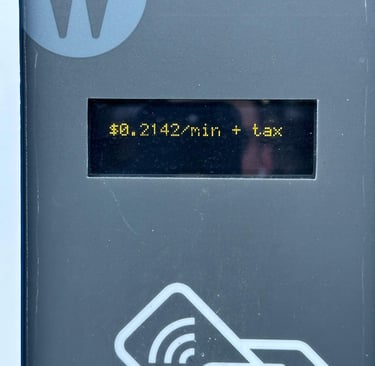 W
$0.2142/min + tax